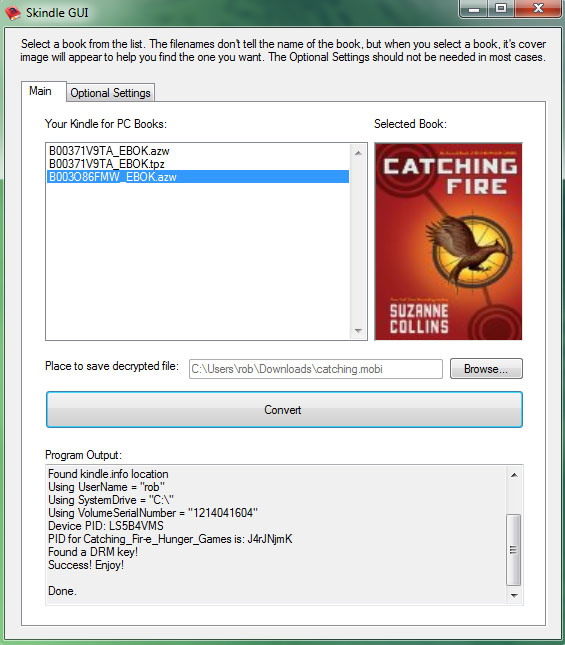 Skindle GUI
Select a book from the list. The filenames don't tell the name of the book, but when you select a book, it's cover
image will appear to help you find the one you want. The Optional Settings should not be needed in most cases.
Main
Optional Settings
Your Kindle for PC Books:
Selected Book:
B00371V9TA_EBOK.azw
B00371V9TA_EBOK.tpz
B003O86FMW_EBOK.azw
CATCHING
FIRE
SUZANNE
COLLINS
Place to save decrypted file:
C:\Users\rob\Downloads\catching.mobi
Browse...
Convert
Program Output:
Found kindle.info location
Using UserName = "rob"
Using SystemDrive = "C:\"
Using VolumeSerialNumber = "1214041604"
Device PID: LS5B4VMS
PID for Catching_Fir-e_Hunger_Games is: J4rJNjmK
Found a DRM key!
Success! Enjoy!
Done.